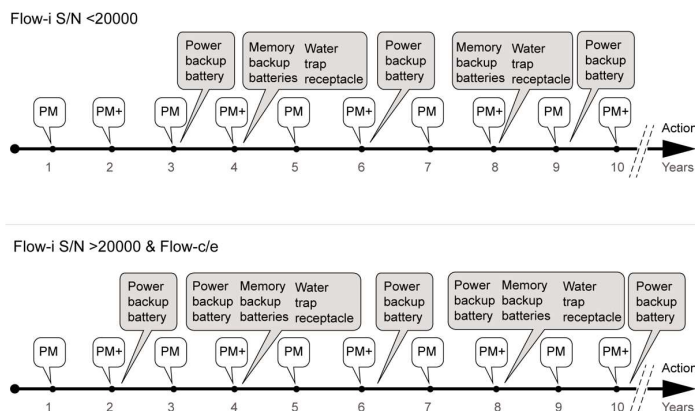 Flow-i S/N <20000
Power backup battery
Memory backup batteries
Water trap receptacle
Power backup battery
Memory backup batteries
Water trap receptacle
Power backup battery
PM PM+ PM PM+ PM PM+ PM PM+ PM PM+
Action
1 2 3 4 5 6 7 8 9 10 Years
Flow-i S/N >20000 & Flow-c/e
Power backup battery
Power backup battery
Memory backup batteries
Water trap receptacle
Power backup battery
Power backup battery
Memory backup batteries
Water trap receptacle
Power backup battery
PM PM+ PM PM+ PM PM+ PM PM+ PM PM+
Action
1 2 3 4 5 6 7 8 9 10 Years